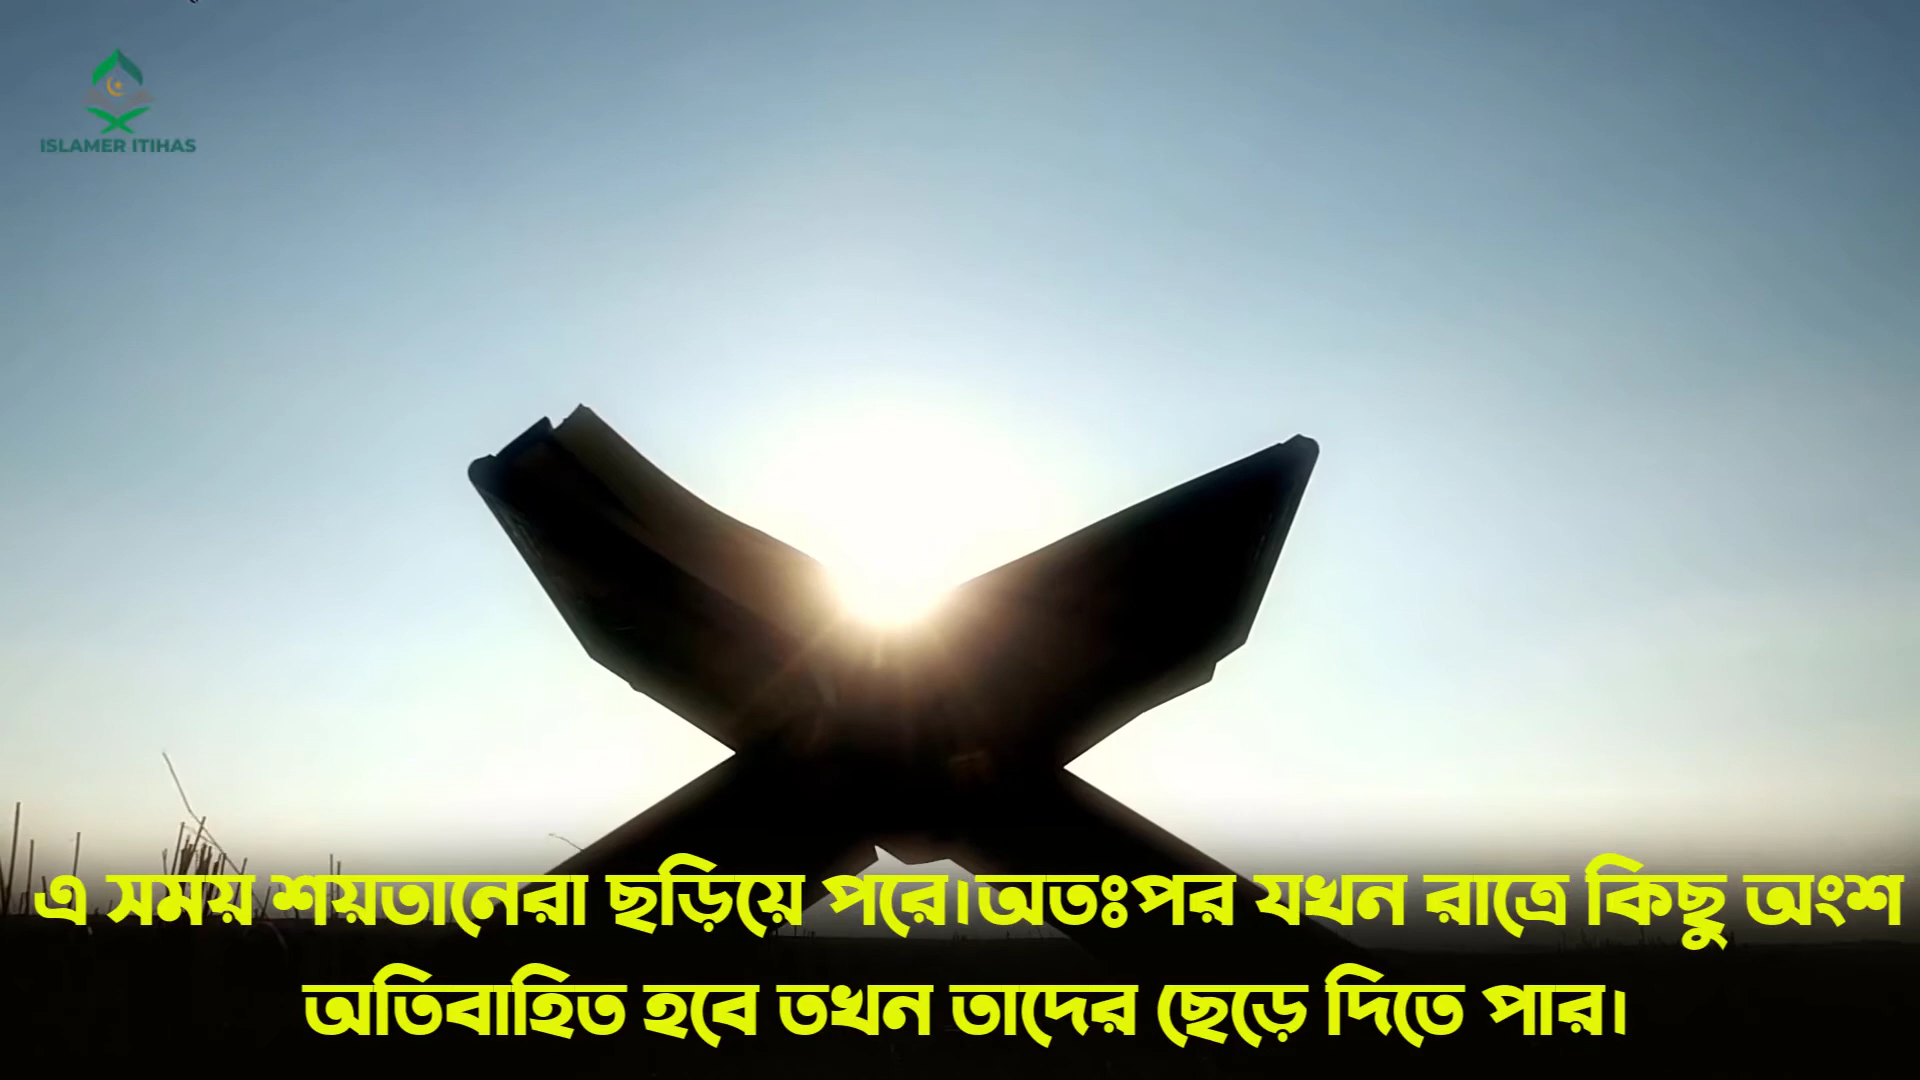 ISLAMER ITIHAS
এ সময় শয়তানেরা ছড়িয়ে পরে।অতঃপর যখন রাত্রে কিছু অংশ
অতিবাহিত হবে তখন তাদের ছেড়ে দিতে পার।